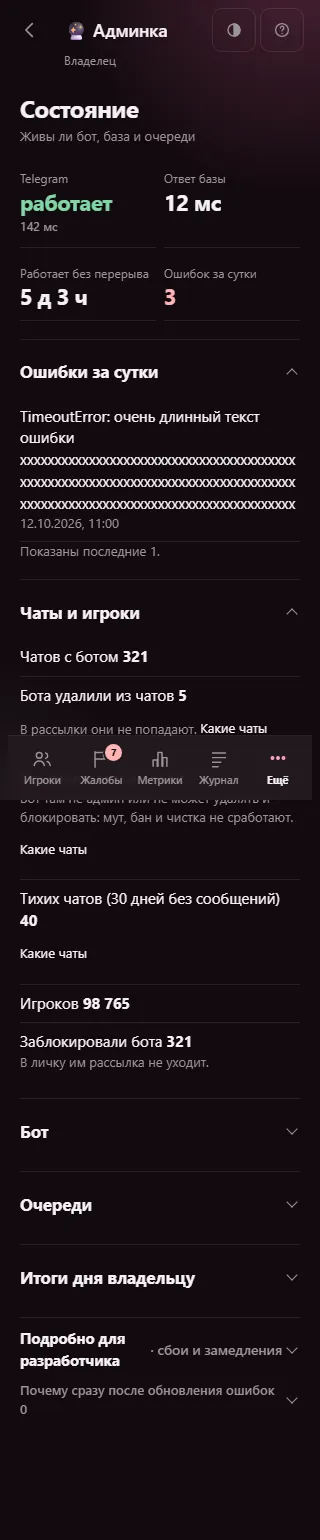 Админка
Владелец
Состояние
Живы ли бот, база и очереди
Telegram
работает
142 мс
Ответ базы
12 мс
Работает без перерыва
5 д 3 ч
Ошибок за сутки
3
Ошибки за сутки
TimeoutError: очень длинный текст
ошибки
xxxxxxxxxxxxxxxxxxxxxxxxxxxxxxxxxxxxxxxx
xxxxxxxxxxxxxxxxxxxxxxxxxxxxxxxxxxxxxxxx
xxxxxxxxxxxxxxxxxxxxxxxxxxxxxxxxxxxxxxxx
12.10.2026, 11:00
Показаны последние 1.
Чаты и игроки
Чатов с ботом 321
Бота удалили из чатов 5
В рассылки они не попадают. Какие чаты
Игроки
Жалобы
7
Метрики
Журнал
Ещё
Бот там не админ или не может удалять и
блокировать: мут, бан и чистка не сработают.
Какие чаты
Тихих чатов (30 дней без сообщений)
40
Какие чаты
Игроков 98 765
Заблокировали бота 321
В личку им рассылка не уходит.
Бот
Очереди
Итоги дня владельцу
Подробно для
разработчика
· сбои и замедления
Почему сразу после обновления ошибок
0